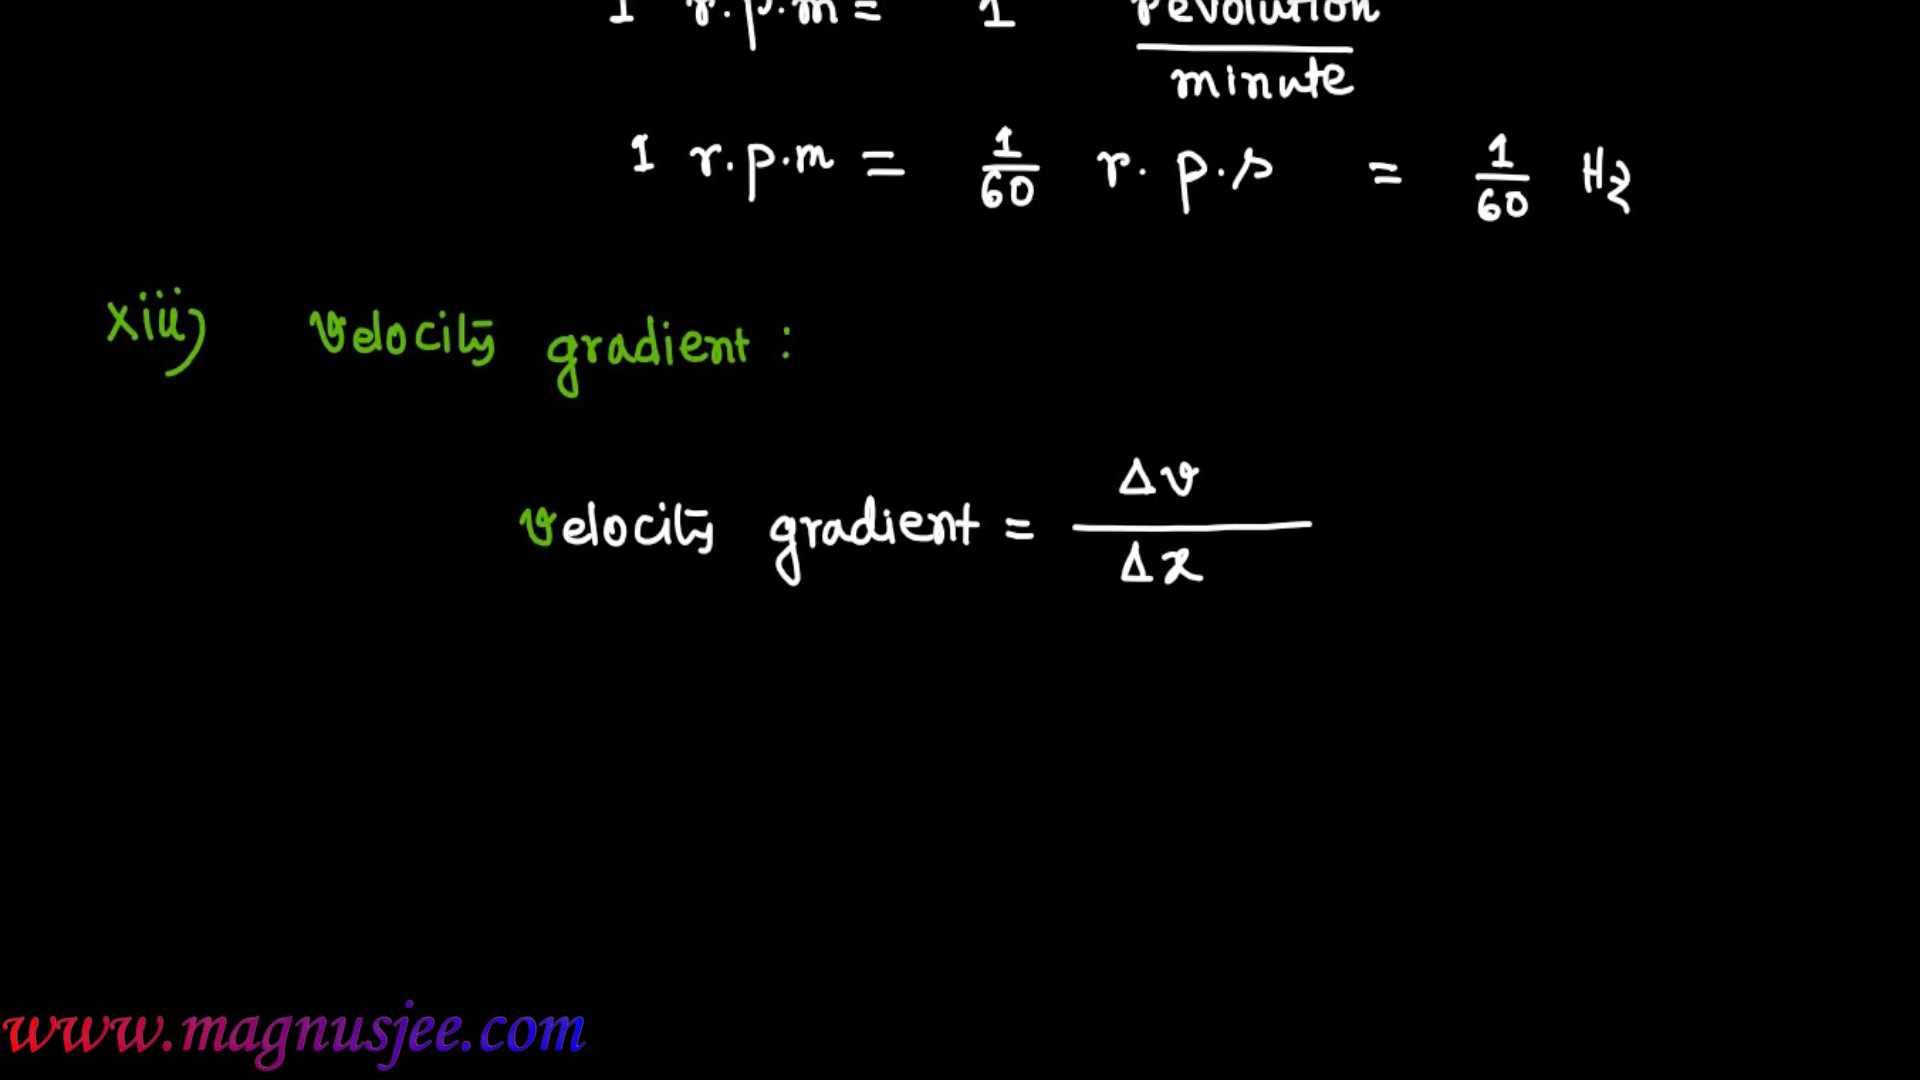 1 r.p.m = 1 revolution/minute
1 r.p.m = 1/60 r.p.s = 1/60 Hz
xiii) Velocity gradient :
velocity gradient = Δv/Δx
www.magnusjee.com